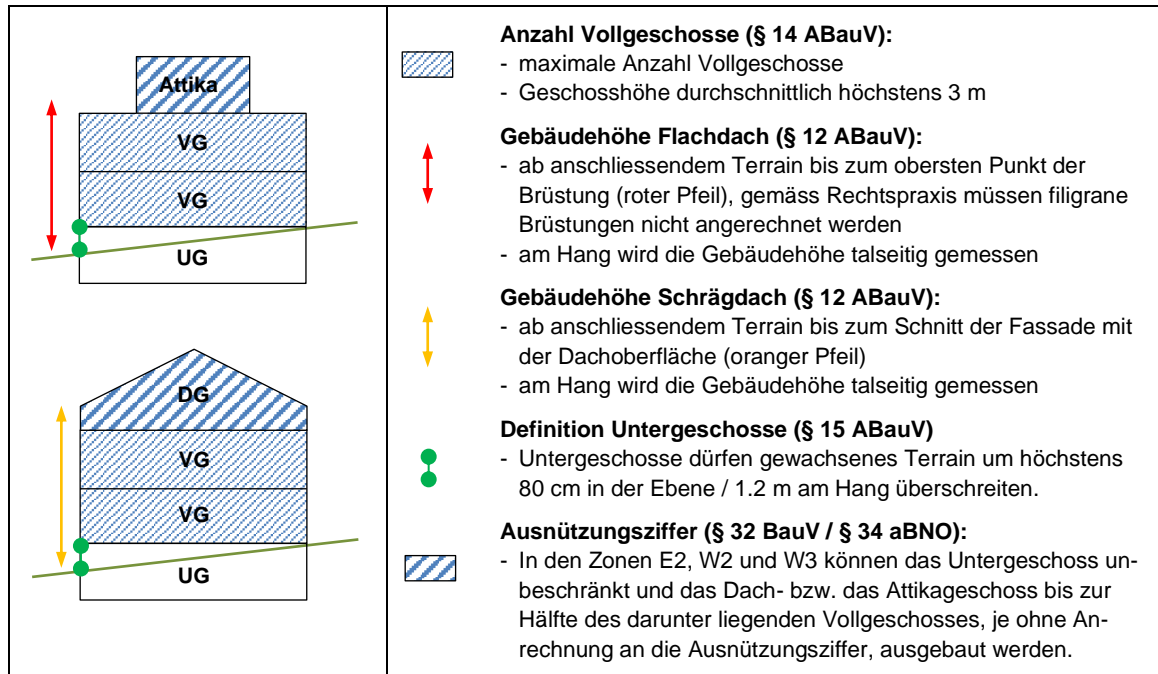 Attika
VG
VG
UG
DG
VG
VG
UG
Anzahl Vollgeschosse (§ 14 ABauV):
- maximale Anzahl Vollgeschosse
- Geschosshöhe durchschnittlich höchstens 3 m
Gebäudehöhe Flachdach (§ 12 ABauV):
- ab anschliessendem Terrain bis zum obersten Punkt der
Brüstung (roter Pfeil), gemäss Rechtspraxis müssen filigrane
Brüstungen nicht angerechnet werden
- am Hang wird die Gebäudehöhe talseitig gemessen
Gebäudehöhe Schrägdach (§ 12 ABauV):
- ab anschliessendem Terrain bis zum Schnitt der Fassade mit
der Dachoberfläche (oranger Pfeil)
- am Hang wird die Gebäudehöhe talseitig gemessen
Definition Untergeschosse (§ 15 ABauV)
- Untergeschosse dürfen gewachsenes Terrain um höchstens
80 cm in der Ebene / 1.2 m am Hang überschreiten.
Ausnützungsziffer (§ 32 BauV / § 34 aBNO):
- In den Zonen E2, W2 und W3 können das Untergeschoss un-
beschränkt und das Dach- bzw. das Attikageschoss bis zur
Hälfte des darunter liegenden Vollgeschosses, je ohne An-
rechnung an die Ausnützungsziffer, ausgebaut werden.